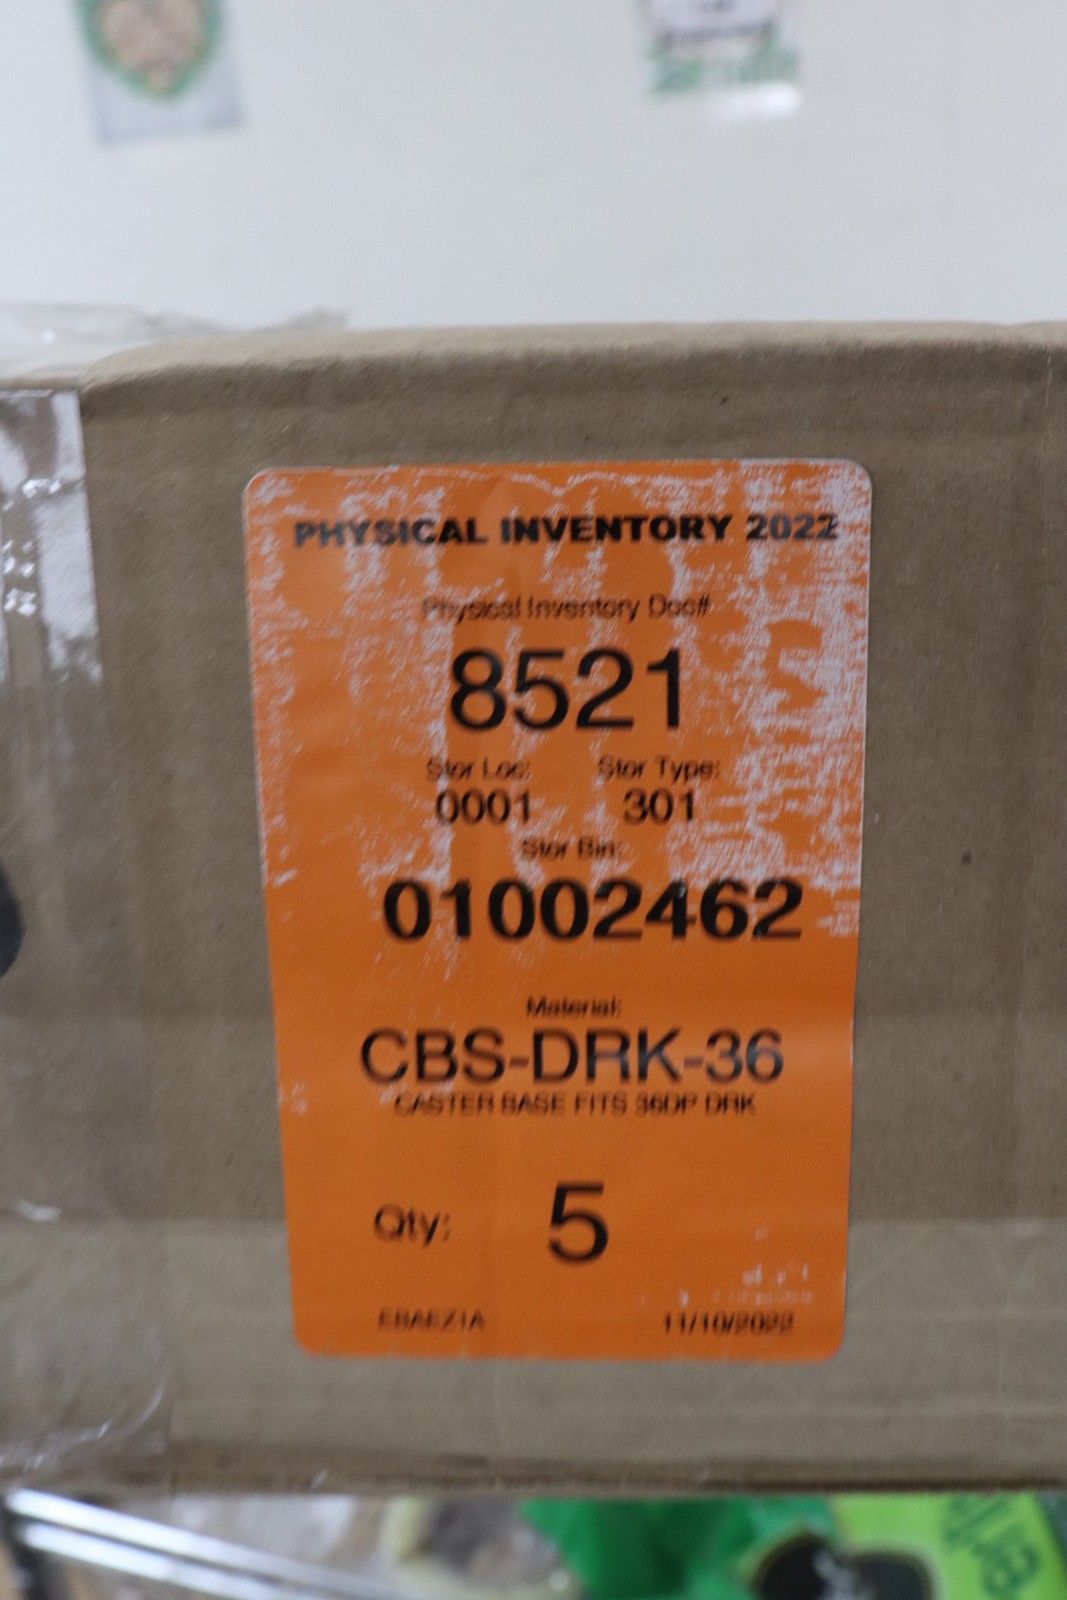 PHYSICAL INVENTORY 2022
Physical Inventory Doc#
8521
Stor Loc: Stor Type:
0001 301
Stor Bin:
01002462
Material:
CBS-DRK-36
CASTER BASE FITS 36DP DRK
Qty: 5
EBAEZIA 11/10/2022